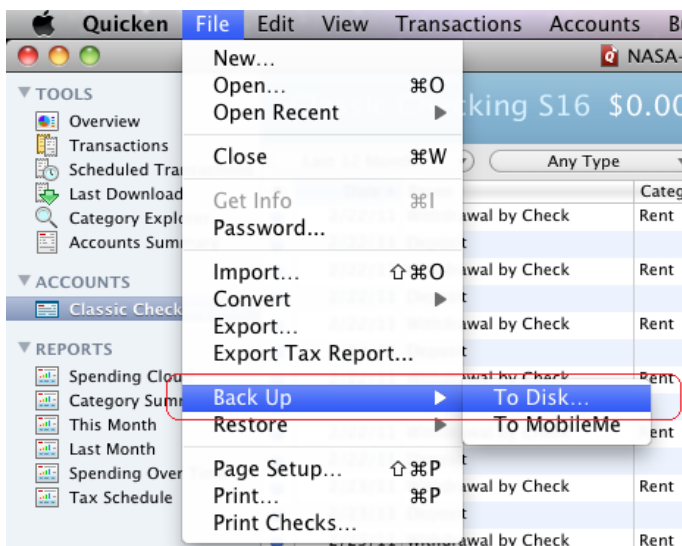 Quicken File Edit View Transactions Accounts B
NASA-
TOOLS
Overview
Transactions
Scheduled Tra
Last Download
Category Explo
Accounts Summ
ACCOUNTS
Classic Check
REPORTS
Spending Clou
Category Sum
This Month
Last Month
Spending Over
Tax Schedule
New...
Open... ⌘O
Open Recent ▶
Close ⌘W
Get Info ⌘I
Password...
Import... ⇧⌘O
Convert ▶
Export...
Export Tax Report...
Back Up ▶
Restore ▶
Page Setup... ⇧⌘P
Print... ⌘P
Print Checks...
To Disk...
To MobileMe
king S16 $0.00
Any Type
Categ
awal by Check Rent
t
awal by Check Rent
t
awal by Check Rent
t
Rent
ent
t
awal by Check Rent
t
2/23/11 Withdrawal by Check Rent